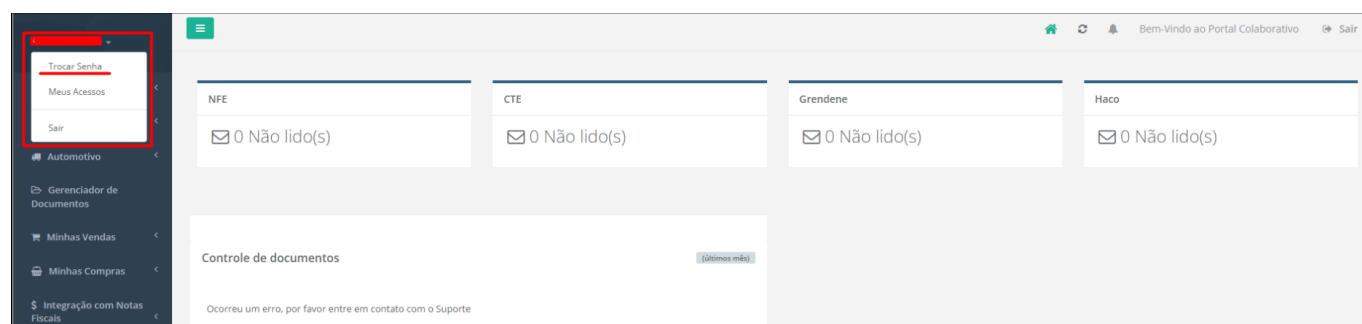 Bem-Vindo ao Portal Colaborativo
Sair
Trocar Senha
Meus Acessos
Sair
Automotivo
Gerenciador de
Documentos
Minhas Vendas
Minhas Compras
$ Integração com Notas
Fiscais
NFE
0 Não lido(s)
CTE
0 Não lido(s)
Grendene
0 Não lido(s)
Haco
0 Não lido(s)
Controle de documentos
(últimos mês)
Ocorreu um erro, por favor entre em contato com o Suporte